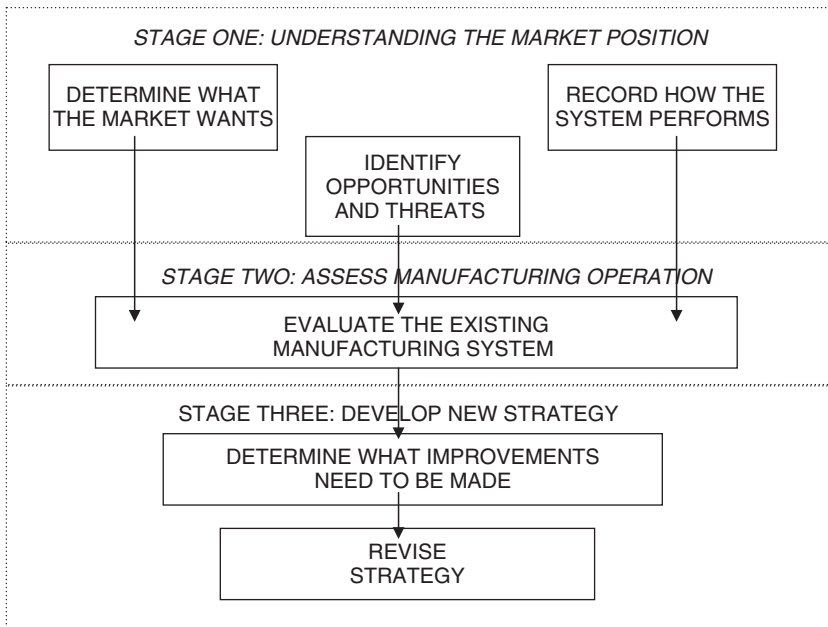 STAGE ONE: UNDERSTANDING THE MARKET POSITION
DETERMINE WHAT
THE MARKET WANTS
RECORD HOW THE
SYSTEM PERFORMS
IDENTIFY
OPPORTUNITIES
AND THREATS
STAGE TWO: ASSESS MANUFACTURING OPERATION
EVALUATE THE EXISTING
MANUFACTURING SYSTEM
STAGE THREE: DEVELOP NEW STRATEGY
DETERMINE WHAT IMPROVEMENTS
NEED TO BE MADE
REVISE
STRATEGY